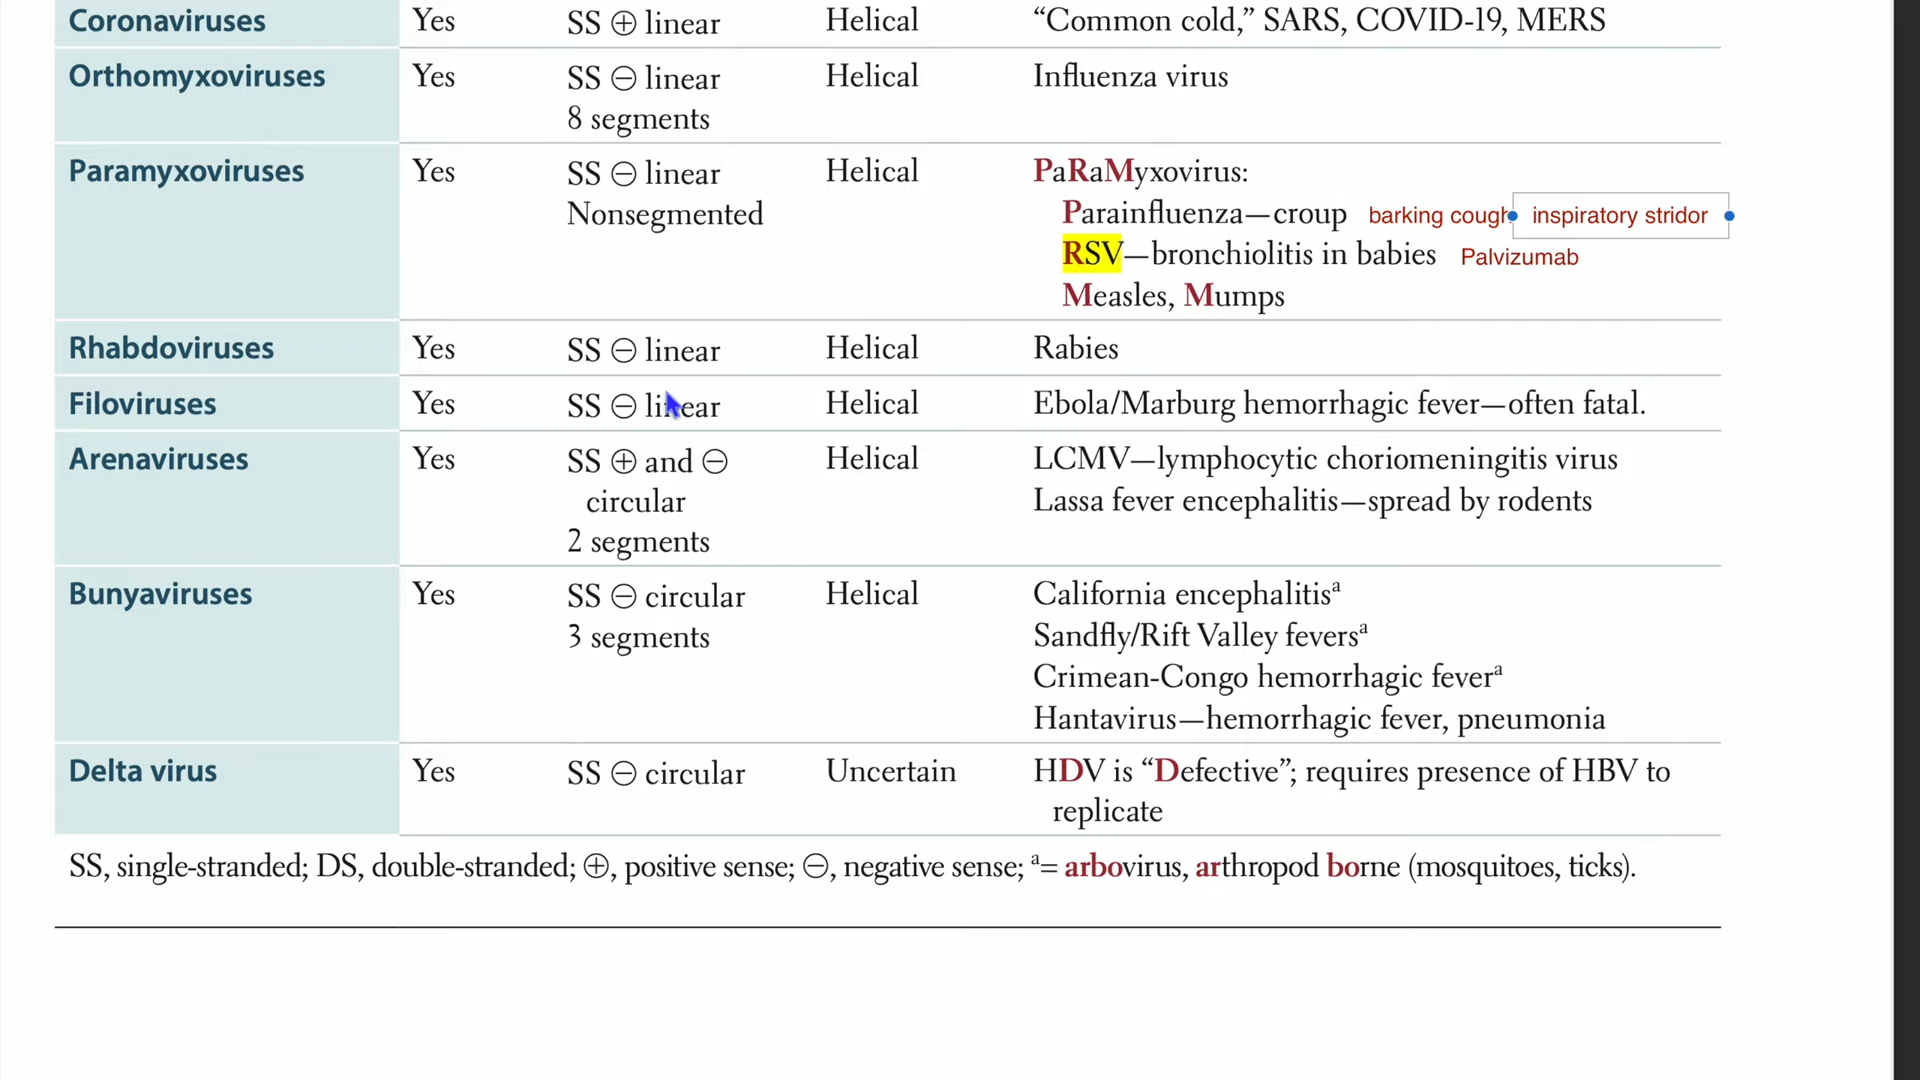 Coronaviruses Yes SS ⊕ linear Helical “Common cold,” SARS, COVID-19, MERS
Orthomyxoviruses Yes SS ⊖ linear Helical Influenza virus
8 segments
Paramyxoviruses Yes SS ⊖ linear Helical PaRaMyxovirus:
Nonsegmented Parainfluenza—croup barking cough inspiratory stridor
RSV—bronchiolitis in babies Palvizumab
Measles, Mumps
Rhabdoviruses Yes SS ⊖ linear Helical Rabies
Filoviruses Yes SS ⊖ linear Helical Ebola/Marburg hemorrhagic fever—often fatal.
Arenaviruses Yes SS ⊕ and ⊖ Helical LCMV—lymphocytic choriomeningitis virus
circular Lassa fever encephalitis—spread by rodents
2 segments
Bunyaviruses Yes SS ⊖ circular Helical California encephalitisᵃ
3 segments Sandfly/Rift Valley feversᵃ
Crimean-Congo hemorrhagic feverᵃ
Hantavirus—hemorrhagic fever, pneumonia
Delta virus Yes SS ⊖ circular Uncertain HDV is “Defective”; requires presence of HBV to
replicate
SS, single-stranded; DS, double-stranded; ⊕, positive sense; ⊖, negative sense; ᵃ= arbovirus, arthropod borne (mosquitoes, ticks).